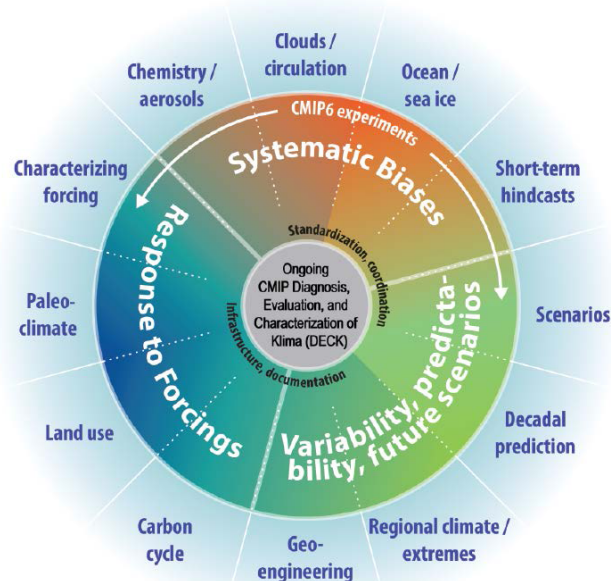 Clouds /
circulation
Ocean /
sea ice
Short-term
hindcasts
Scenarios
Decadal
prediction
Regional climate /
extremes
Geo-
engineering
Carbon
cycle
Land use
Paleo-
climate
Characterizing
forcing
Chemistry /
aerosols
CMIP6 experiments
Systematic Biases
Variability, predicta-
bility, future scenarios
Response to Forcings
Standardization, coordination
Infrastructure, documentation
Ongoing
CMIP Diagnosis,
Evaluation, and
Characterization of
Klima (DECK)